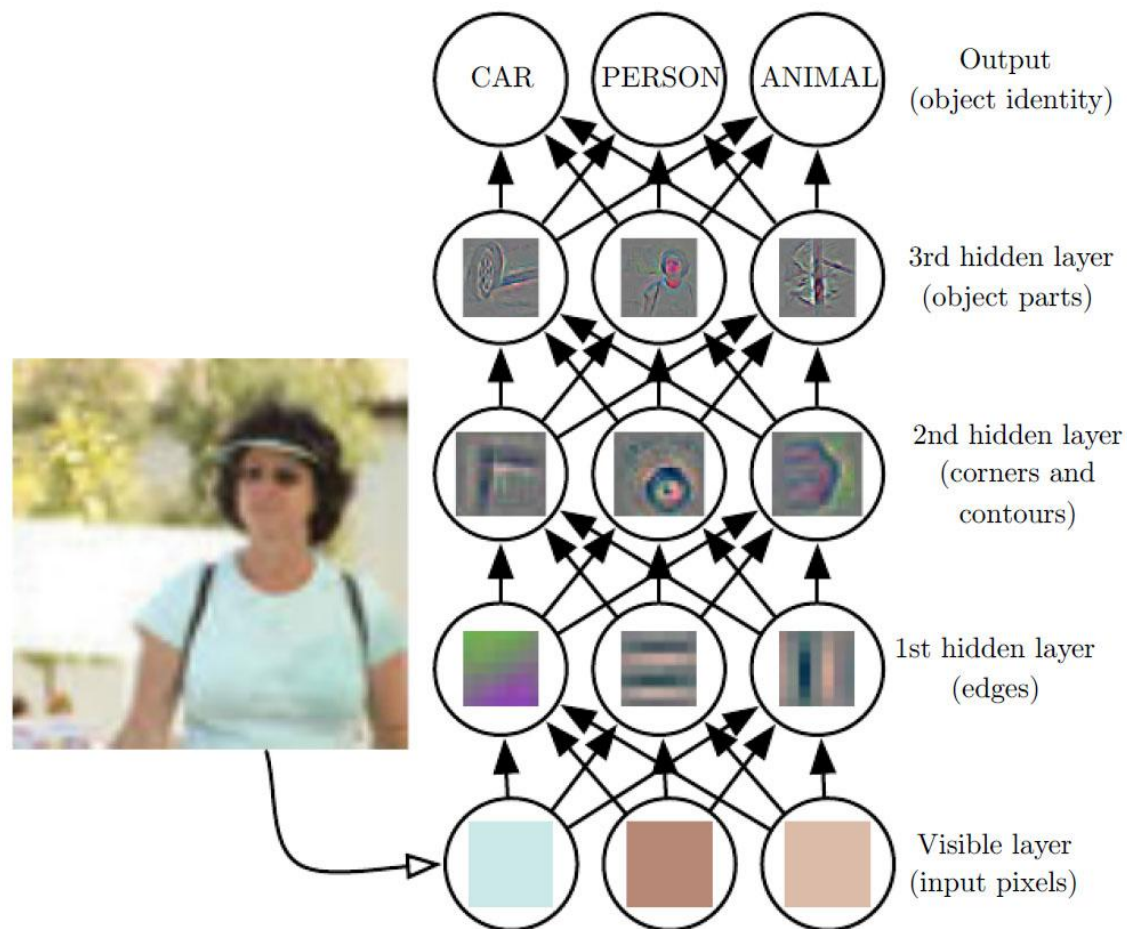 CAR PERSON ANIMAL
Output
(object identity)
3rd hidden layer
(object parts)
2nd hidden layer
(corners and
contours)
1st hidden layer
(edges)
Visible layer
(input pixels)